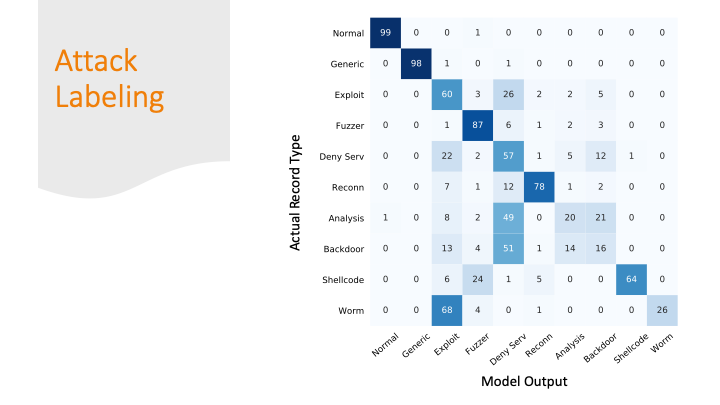 Attack
Labeling
Actual Record Type
Normal 99 0 0 1 0 0 0 0 0 0
Generic 0 98 1 0 1 0 0 0 0 0
Exploit 0 0 60 3 26 2 2 5 0 0
Fuzzer 0 0 1 87 6 1 2 3 0 0
Deny Serv 0 0 22 2 57 1 5 12 1 0
Reconn 0 0 7 1 12 78 1 2 0 0
Analysis 1 0 8 2 49 0 20 21 0 0
Backdoor 0 0 13 4 51 1 14 16 0 0
Shellcode 0 0 6 24 1 5 0 0 64 0
Worm 0 0 68 4 0 1 0 0 0 26
Normal Generic Exploit Fuzzer Deny Serv Reconn Analysis Backdoor Shellcode Worm
Model Output